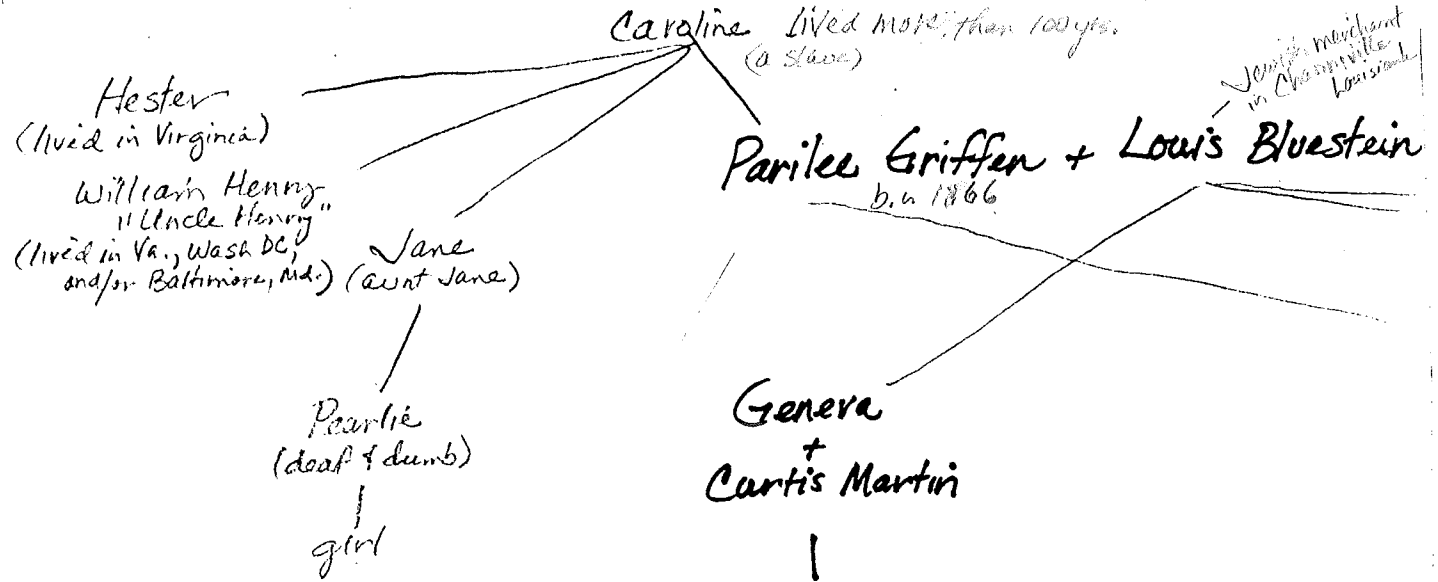 Caroline lived more than 100 yrs.
(a slave)
Jewish merchant
in
Louisiana
Hester
(lived in Virginia)
Parilee Griffen + Louis Bluestein
b. in 1866
William Henry
"Uncle Henry"
(lived in Va., Wash DC,
and/or Baltimore, Md.)
Jane
(aunt Jane)
Pearlie
(deaf & dumb)
girl
Geneva
+
Curtis Martin